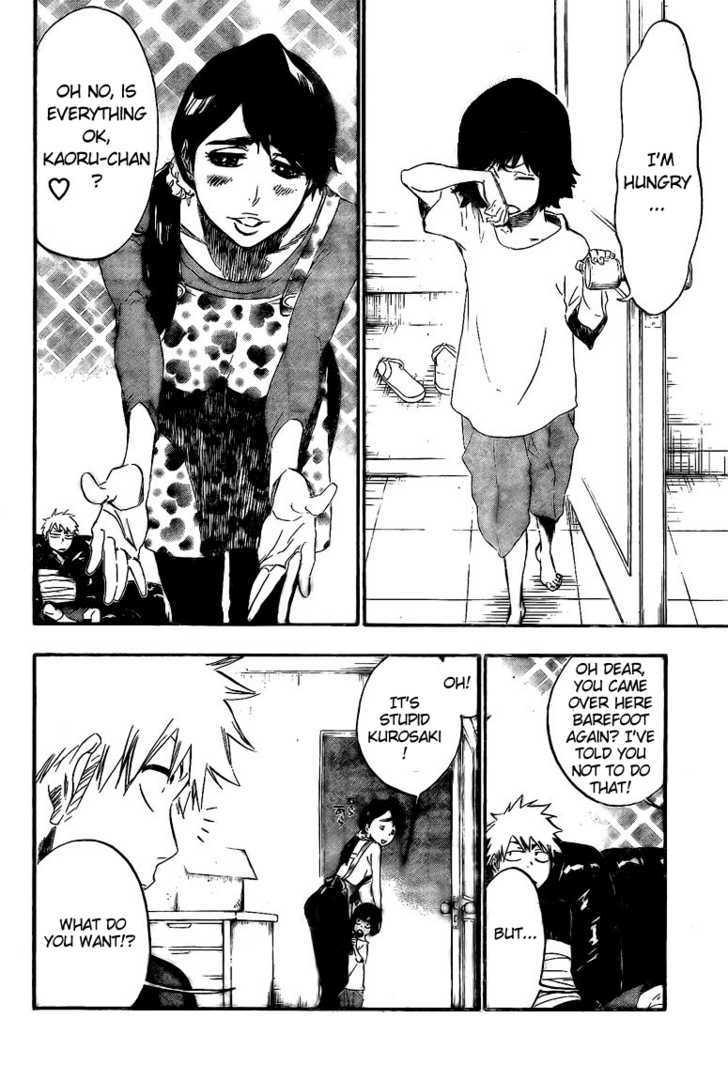 I'M
HUNGRY
...
OH NO, IS
EVERYTHING
OK,
KAORU-CHAN
♡
?
OH DEAR,
YOU CAME
OVER HERE
BAREFOOT
AGAIN? I'VE
TOLD YOU
NOT TO DO
THAT!
BUT...
OH!
IT'S
STUPID
KUROSAKI
!
WHAT DO
YOU WANT!?